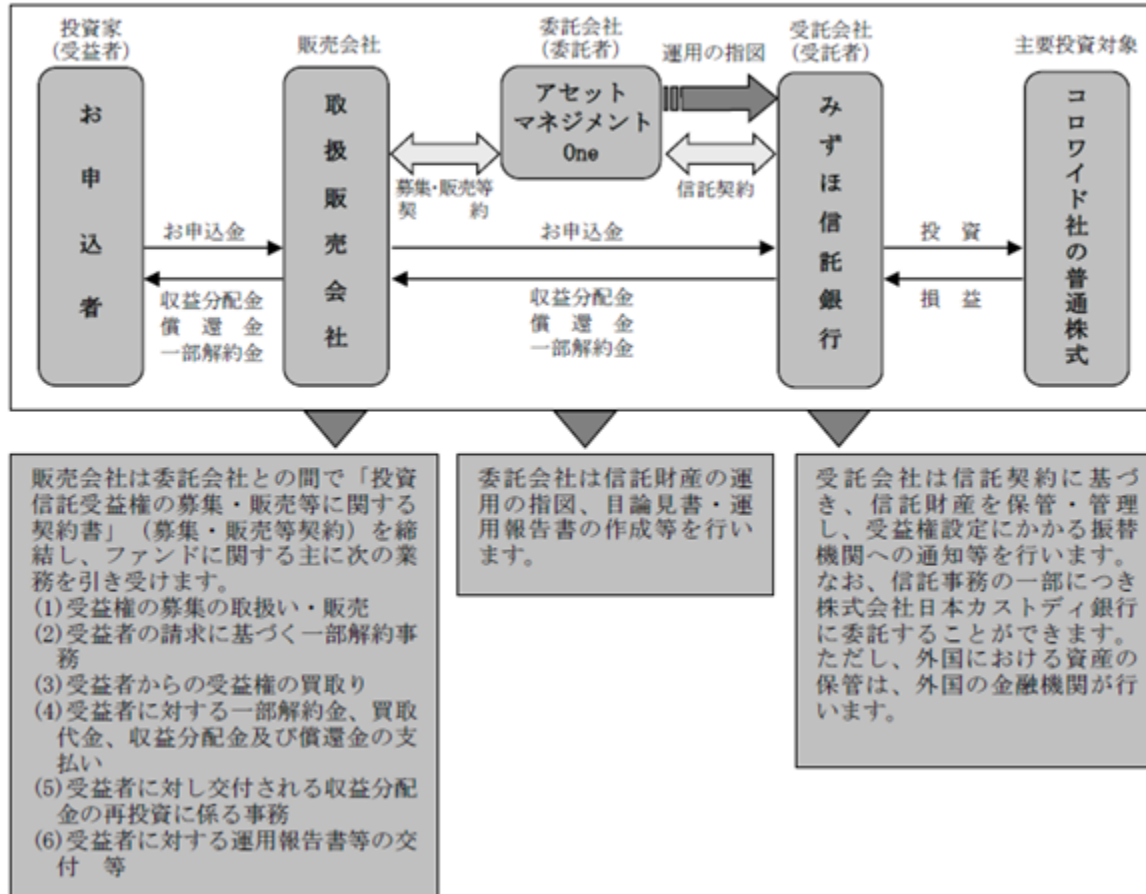 投資家
(受益者)
販売会社
委託会社
(委託者)
運用の指図
受託会社
(受託者)
主要投資対象
お申込者
取扱販売会社
アセット
マネジメント
One
みずほ信託銀行
コロワイド社の普通株式
募集・販売等
契　　約
信託契約
お申込金
お申込金
投　資
収益分配金
償　還　金
一部解約金
収益分配金
償　還　金
一部解約金
損　益
販売会社は委託会社との間で「投資
信託受益権の募集・販売等に関する
契約書」（募集・販売等契約）を締
結し、ファンドに関する主に次の業
務を引き受けます。
(1)受益権の募集の取扱い・販売
(2)受益者の請求に基づく一部解約事
務
(3)受益者からの受益権の買取り
(4)受益者に対する一部解約金、買取
代金、収益分配金及び償還金の支
払い
(5)受益者に対し交付される収益分配
金の再投資に係る事務
(6)受益者に対する運用報告書等の交
付　等
委託会社は信託財産の運
用の指図、目論見書・運
用報告書の作成等を行い
ます。
受託会社は信託契約に基づ
き、信託財産を保管・管理
し、受益権設定にかかる振替
機関への通知等を行います。
なお、信託事務の一部につき
株式会社日本カストディ銀行
に委託することができます。
ただし、外国における資産の
保管は、外国の金融機関が行
います。